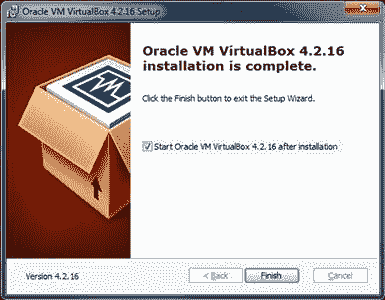 Oracle VM VirtualBox 4.2.16 Setup
Oracle VM VirtualBox 4.2.16
installation is complete.
Click the Finish button to exit the Setup Wizard.
Start Oracle VM VirtualBox 4.2.16 after installation
Version 4.2.16
< Back
Finish
Cancel